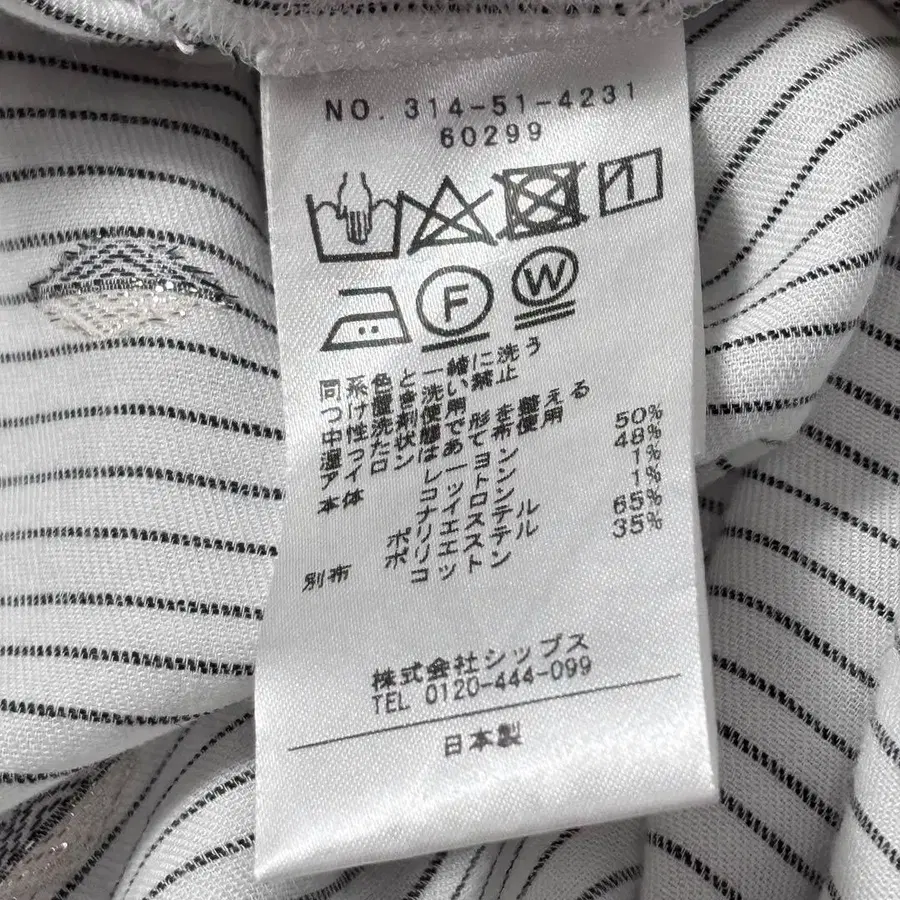 NO. 314-51-4231
60299
F W
同系色と一緒に洗う
つけ置き洗い禁止
中性洗剤使用
湿った状態で形を整える
アイロンはあて布使用
本体 レーヨン 50%
コットン 48%
ナイロン 1%
ポリエステル 1%
別布 ポリエステル 65%
コットン 35%
株式会社シップス
TEL 0120-444-099
日本製